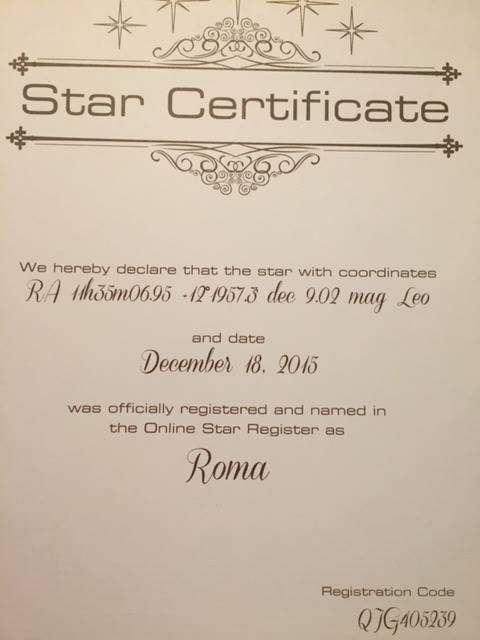 Star Certificate
We hereby declare that the star with coordinates
RA 11h35m06.95 +12°19'57.3 dec 9.02 mag Leo
and date
December 18, 2015
was officially registered and named in
the Online Star Register as
Roma
Registration Code
QJG405239